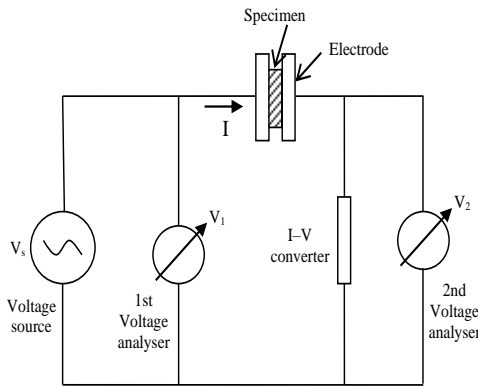 Specimen
Electrode
I
V₁
V₂
I–V
converter
Vₛ
Voltage
source
1st
Voltage
analyser
2nd
Voltage
analyser